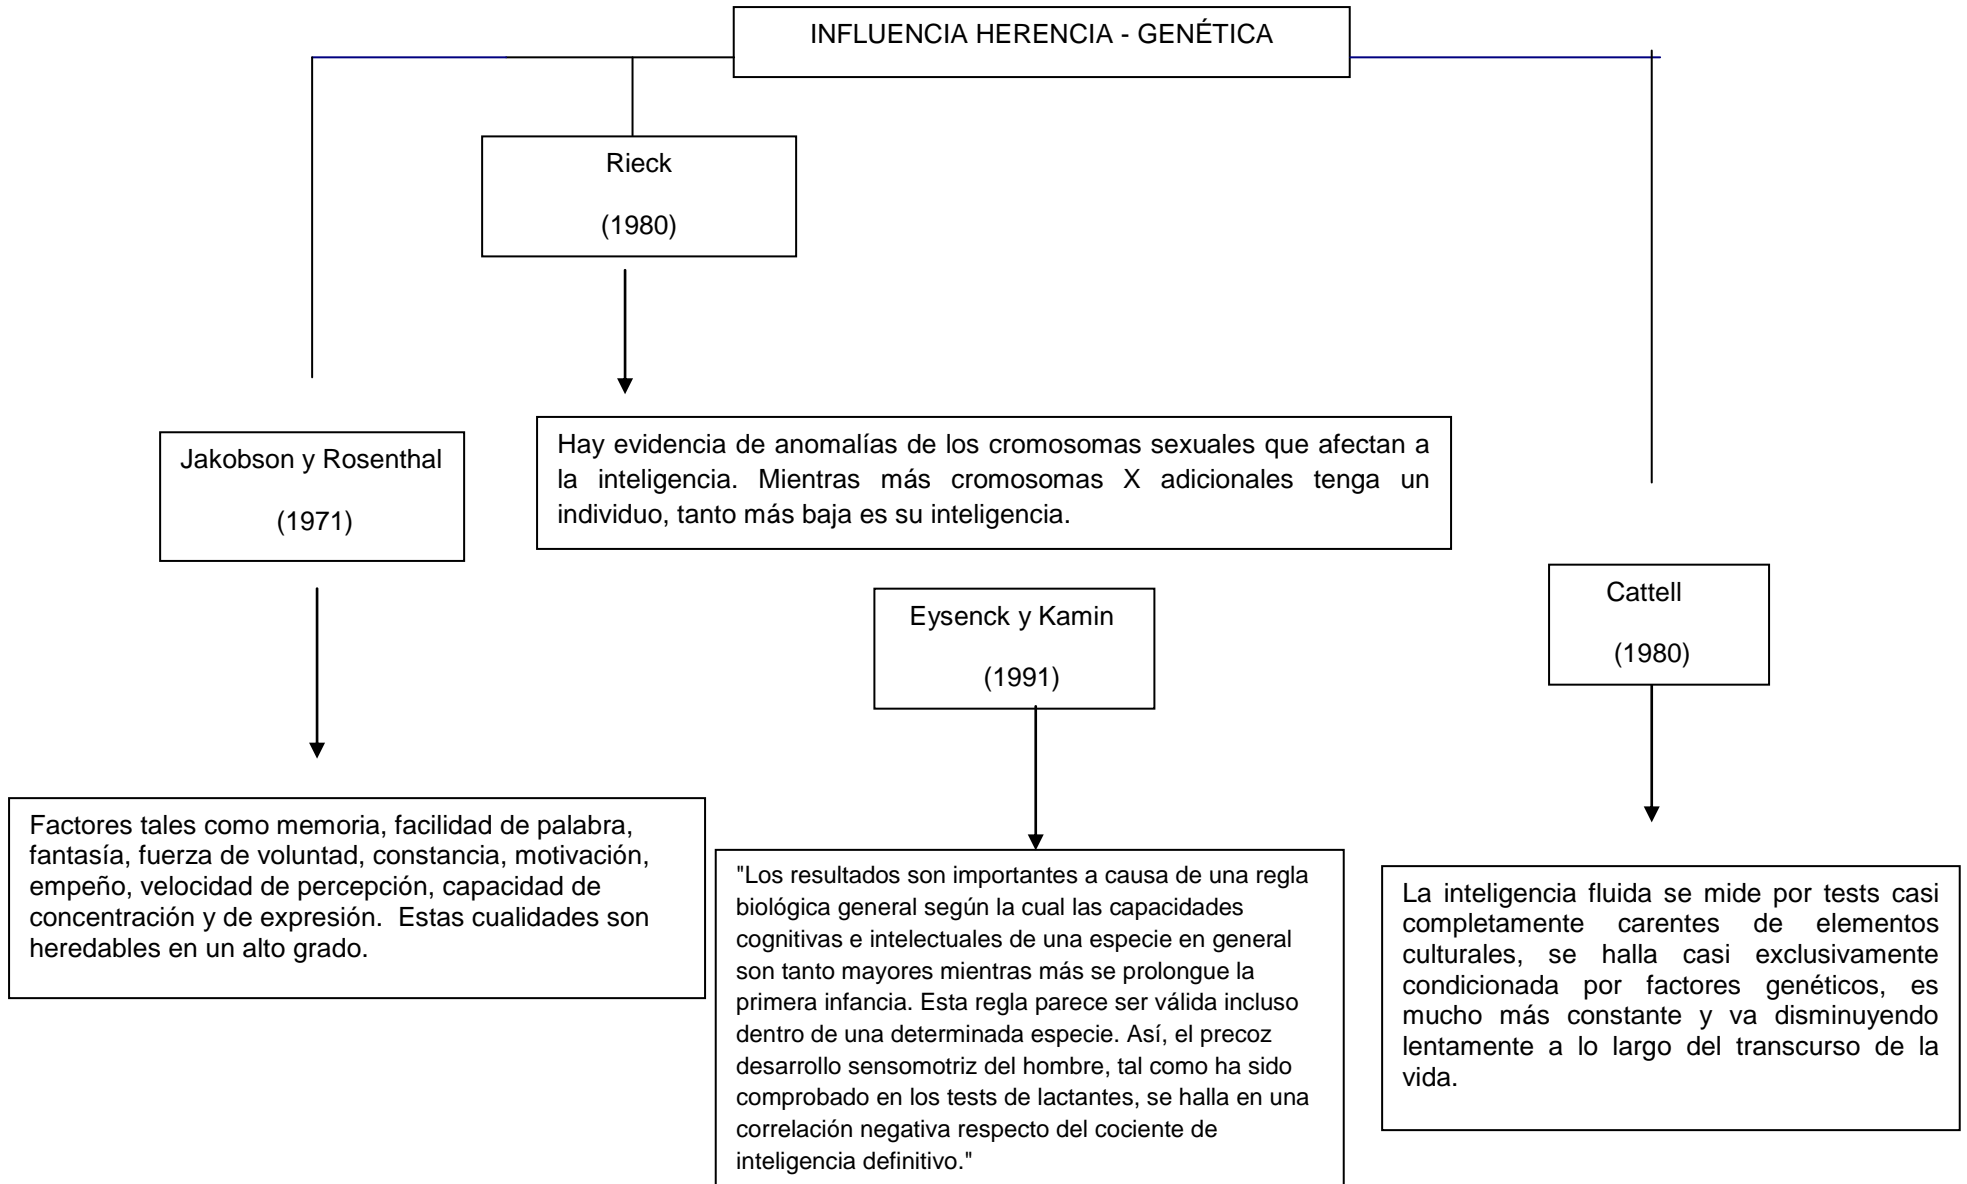 INFLUENCIA HERENCIA - GENÉTICA
Rieck
(1980)
Hay evidencia de anomalías de los cromosomas sexuales que afectan a
la inteligencia. Mientras más cromosomas X adicionales tenga un
individuo, tanto más baja es su inteligencia.
Jakobson y Rosenthal
(1971)
Factores tales como memoria, facilidad de palabra,
fantasía, fuerza de voluntad, constancia, motivación,
empeño, velocidad de percepción, capacidad de
concentración y de expresión. Estas cualidades son
heredables en un alto grado.
Eysenck y Kamin
(1991)
"Los resultados son importantes a causa de una regla
biológica general según la cual las capacidades
cognitivas e intelectuales de una especie en general
son tanto mayores mientras más se prolongue la
primera infancia. Esta regla parece ser válida incluso
dentro de una determinada especie. Así, el precoz
desarrollo sensomotriz del hombre, tal como ha sido
comprobado en los tests de lactantes, se halla en una
correlación negativa respecto del cociente de
inteligencia definitivo."
Cattell
(1980)
La inteligencia fluida se mide por tests casi
completamente carentes de elementos
culturales, se halla casi exclusivamente
condicionada por factores genéticos, es
mucho más constante y va disminuyendo
lentamente a lo largo del transcurso de la
vida.